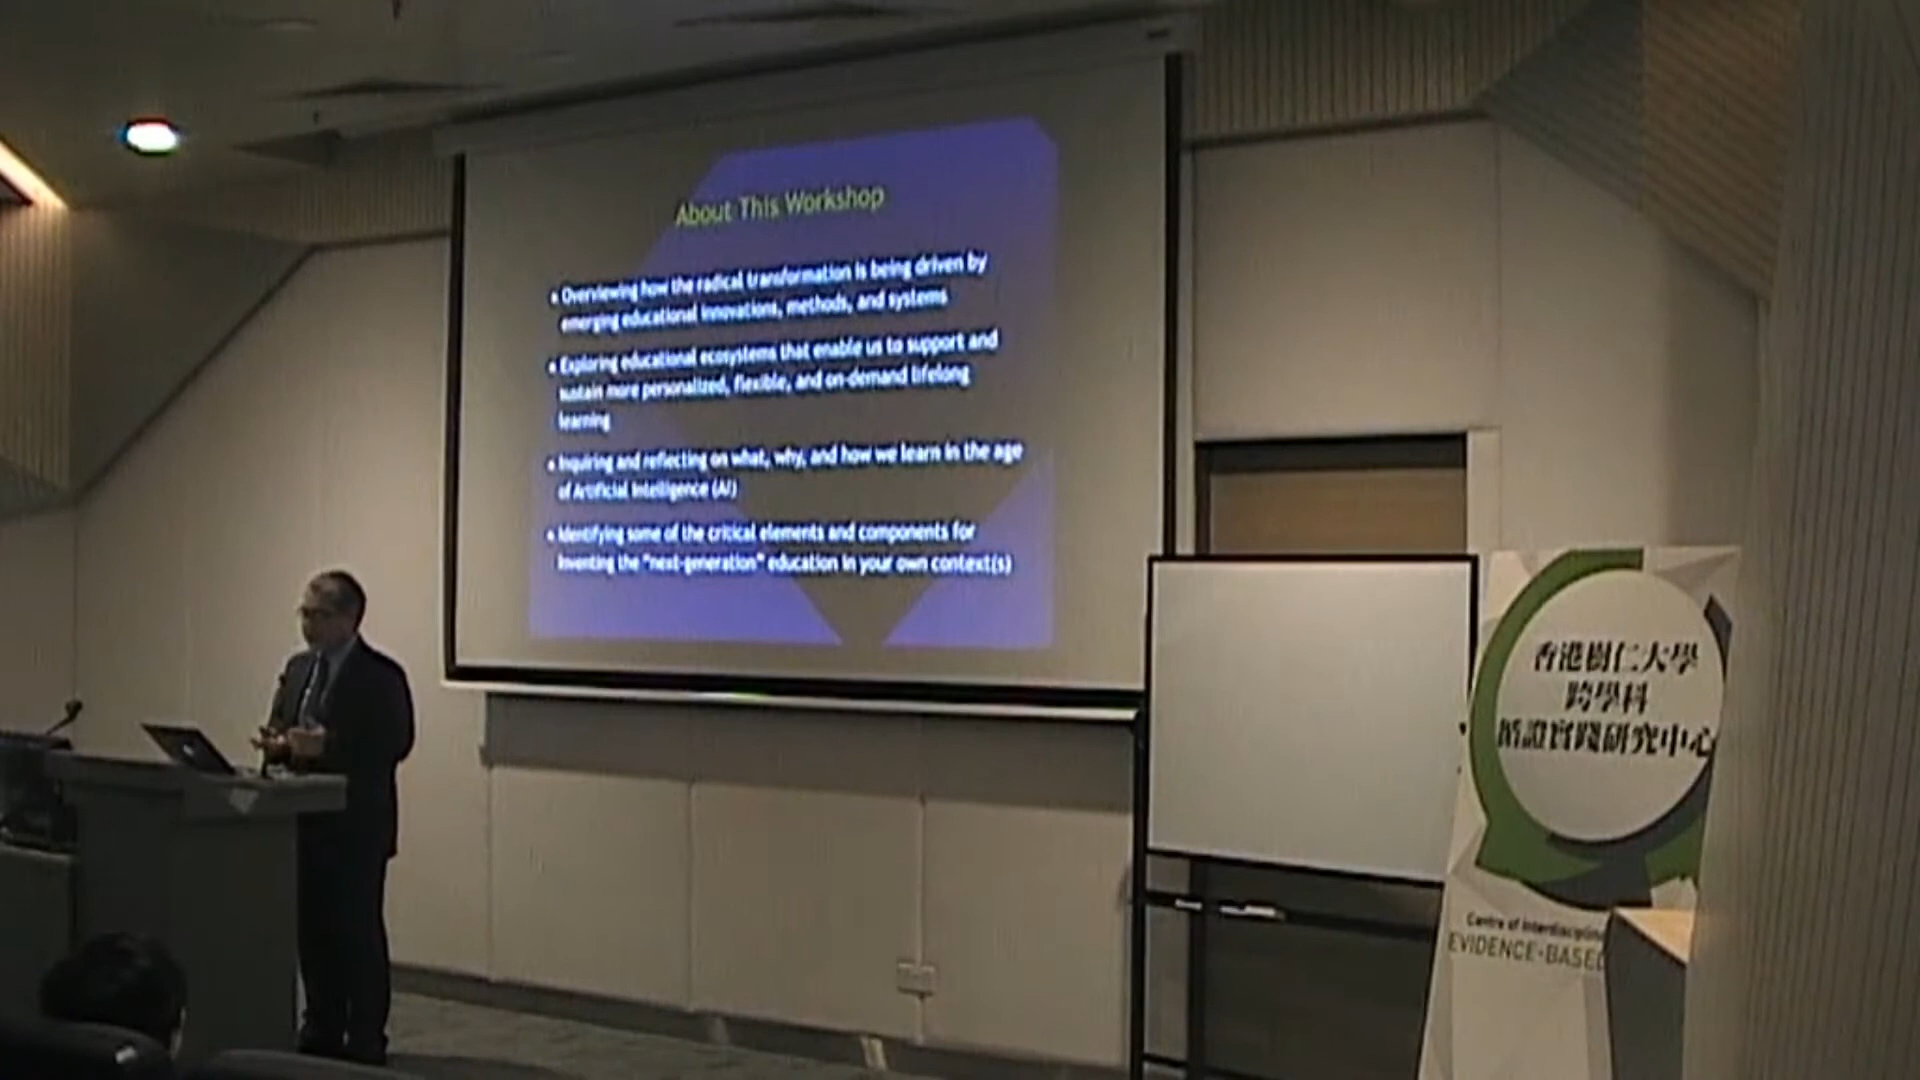 About This Workshop
• Overviewing how the radical transformation is being driven by
emerging educational innovations, methods, and systems
• Exploring educational ecosystems that enable us to support and
sustain more personalized, flexible, and on-demand lifelong
learning
• Inquiring and reflecting on what, why, and how we learn in the age
of Artificial Intelligence (AI)
• Identifying some of the critical elements and components for
inventing the "next-generation" education in your own context(s)
香港樹仁大學
跨學科
循證實踐研究中心
Centre of Interdisciplin
EVIDENCE-BASED